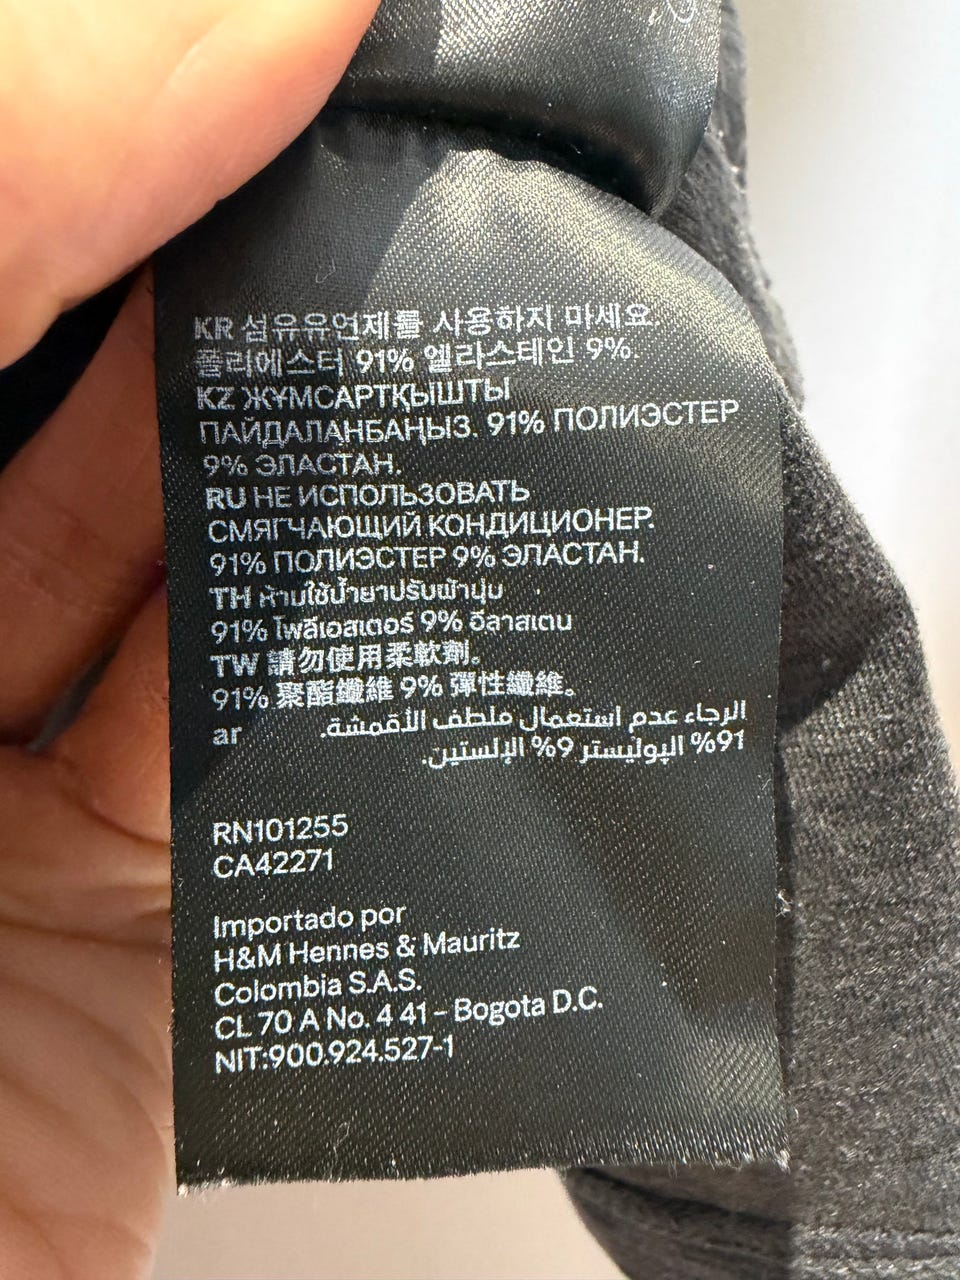 KR 섬유유연제를 사용하지 마세요.
폴리에스터 91% 엘라스테인 9%.
KZ ЖҰМСАРТҚЫШТЫ
ПАЙДАЛАНБАҢЫЗ. 91% ПОЛИЭСТЕР
9% ЭЛАСТАН.
RU НЕ ИСПОЛЬЗОВАТЬ
СМЯГЧАЮЩИЙ КОНДИЦИОНЕР.
91% ПОЛИЭСТЕР 9% ЭЛАСТАН.
TH ห้ามใช้น้ำยาปรับผ้านุ่ม
91% โพลีเอสเตอร์ 9% อีลาสเตน
TW 請勿使用柔軟劑。
91% 聚酯纖維 9% 彈性纖維。
ar الرجاء عدم استعمال ملطف الأقمشة.
91% البوليستر 9% الإلستين.
RN101255
CA42271
Importado por
H&M Hennes & Mauritz
Colombia S.A.S.
CL 70 A No. 4 41 – Bogota D.C.
NIT:900.924.527-1